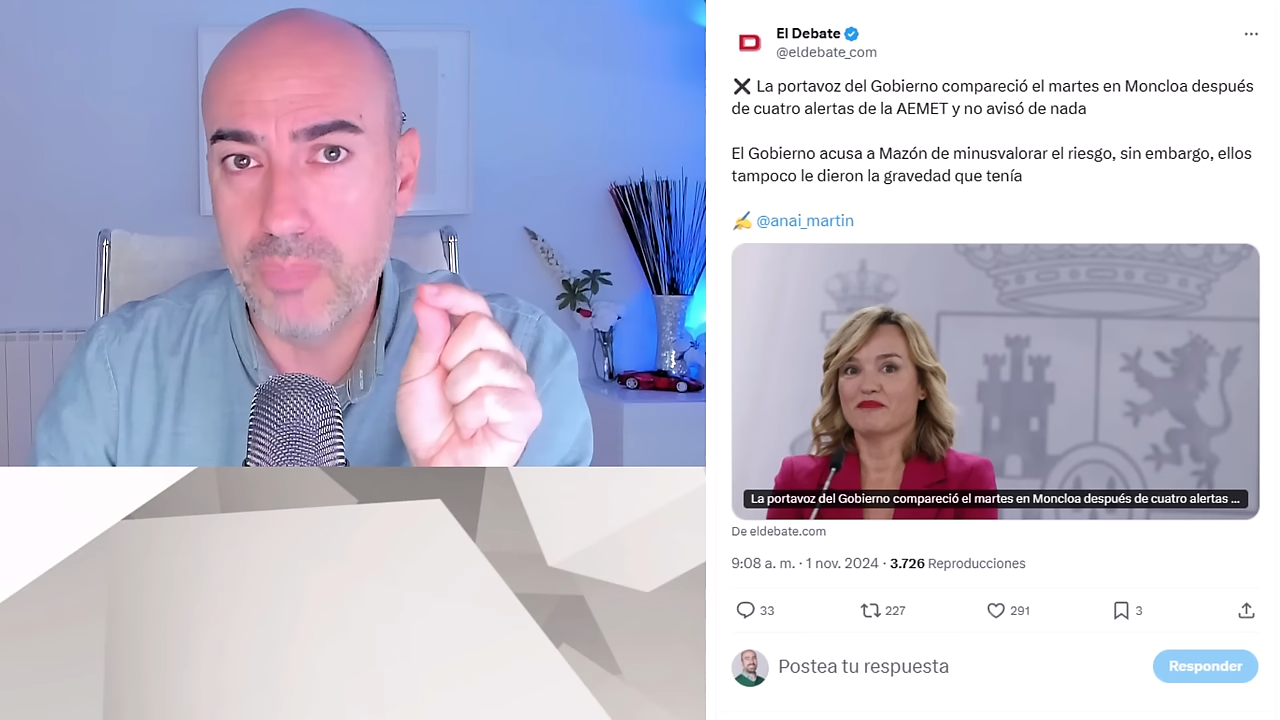 El Debate
@eldebate_com
❌ La portavoz del Gobierno compareció el martes en Moncloa después
de cuatro alertas de la AEMET y no avisó de nada
El Gobierno acusa a Mazón de minusvalorar el riesgo, sin embargo, ellos
tampoco le dieron la gravedad que tenía
✍️ @anai_martin
La portavoz del Gobierno compareció el martes en Moncloa después de cuatro alertas ...
De eldebate.com
9:08 a. m. · 1 nov. 2024 · 3.726 Reproducciones
33 227 291 3
Postea tu respuesta
Responder